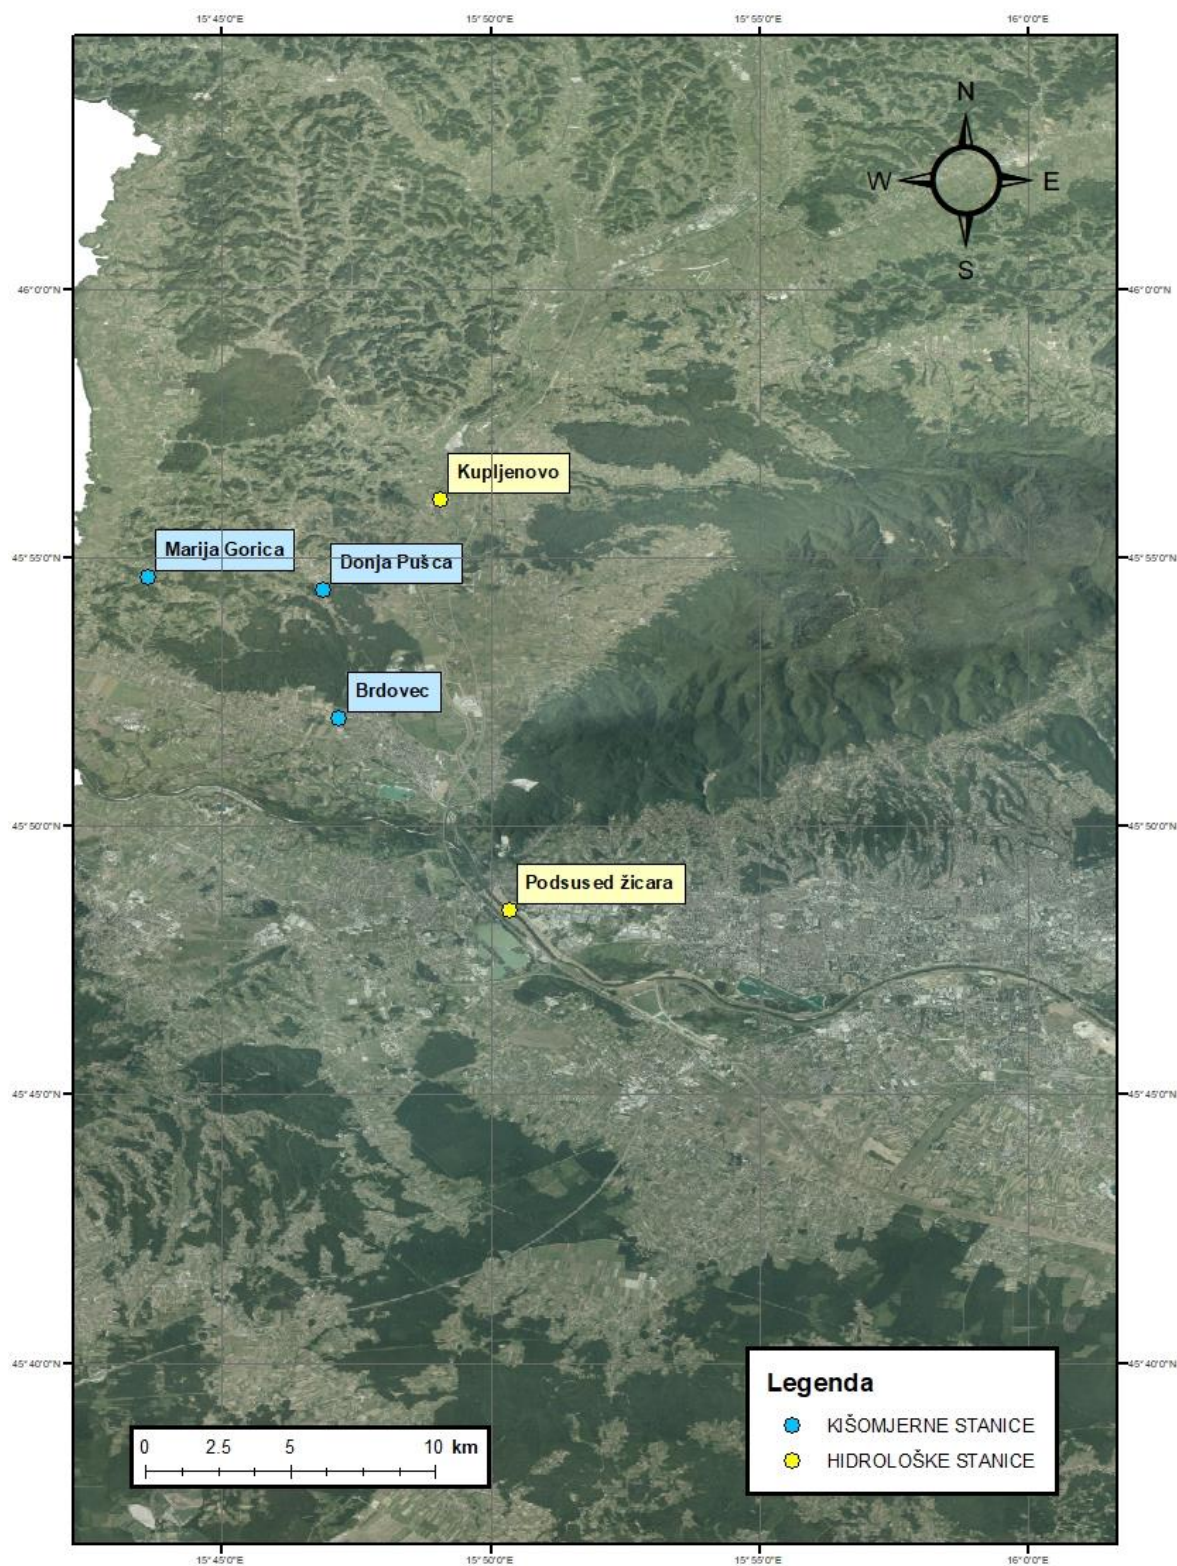 15°45'0"E
15°50'0"E
15°55'0"E
16°0'0"E
N
W
E
S
46°0'0"N
46°0'0"N
Kupljenovo
Marija Gorica
Donja Pušca
45°55'0"N
45°55'0"N
Brdovec
45°50'0"N
45°50'0"N
Podsused žicara
45°45'0"N
45°45'0"N
45°40'0"N
45°40'0"N
Legenda
KIŠOMJERNE STANICE
HIDROLOŠKE STANICE
0 2.5 5 10 km
15°45'0"E
15°50'0"E
15°55'0"E
16°0'0"E